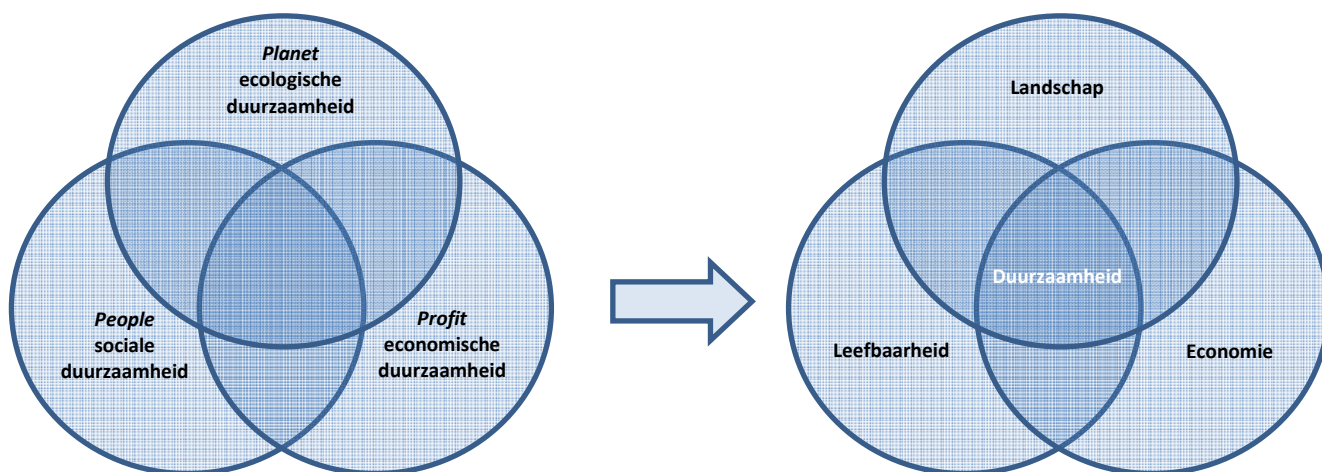 Planet
ecologische
duurzaamheid
People
sociale
duurzaamheid
Profit
economische
duurzaamheid
Landschap
Duurzaamheid
Leefbaarheid
Economie